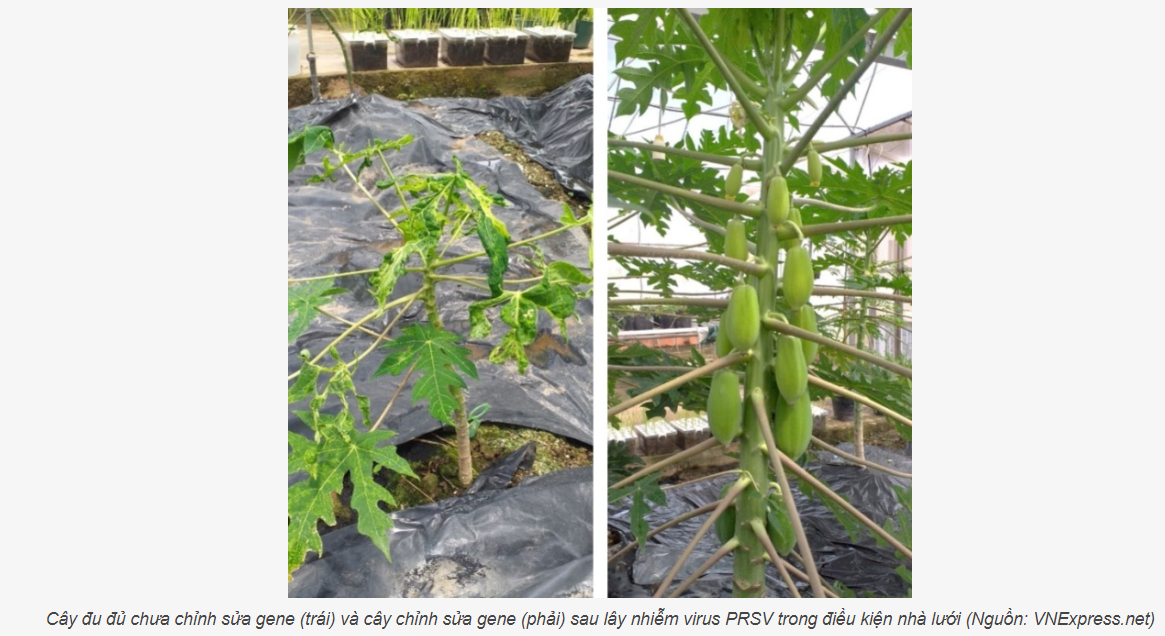 Cây đu đủ chưa chỉnh sửa gene (trái) và cây chỉnh sửa gene (phải) sau lây nhiễm virus PRSV trong điều kiện nhà lưới (Nguồn: VNExpress.net)